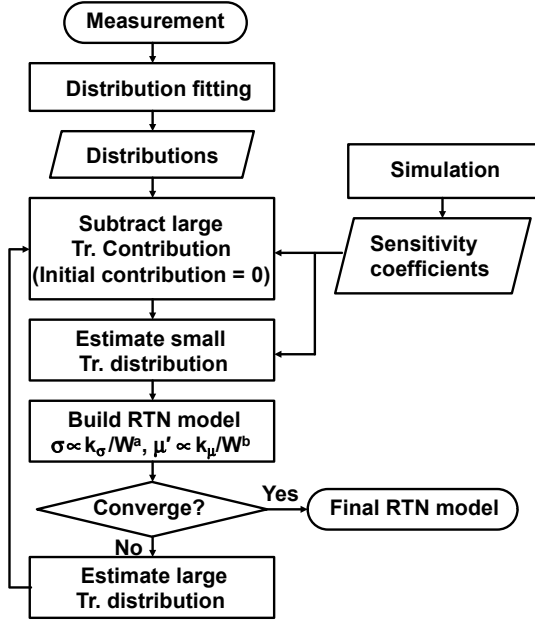 Measurement
Distribution fitting
Distributions
Simulation
Subtract large
Tr. Contribution
(Initial contribution = 0)
Sensitivity
coefficients
Estimate small
Tr. distribution
Build RTN model
σ∝kσ/Wᵃ, μ′ ∝ kμ/Wᵇ
Converge?
Yes
Final RTN model
No
Estimate large
Tr. distribution